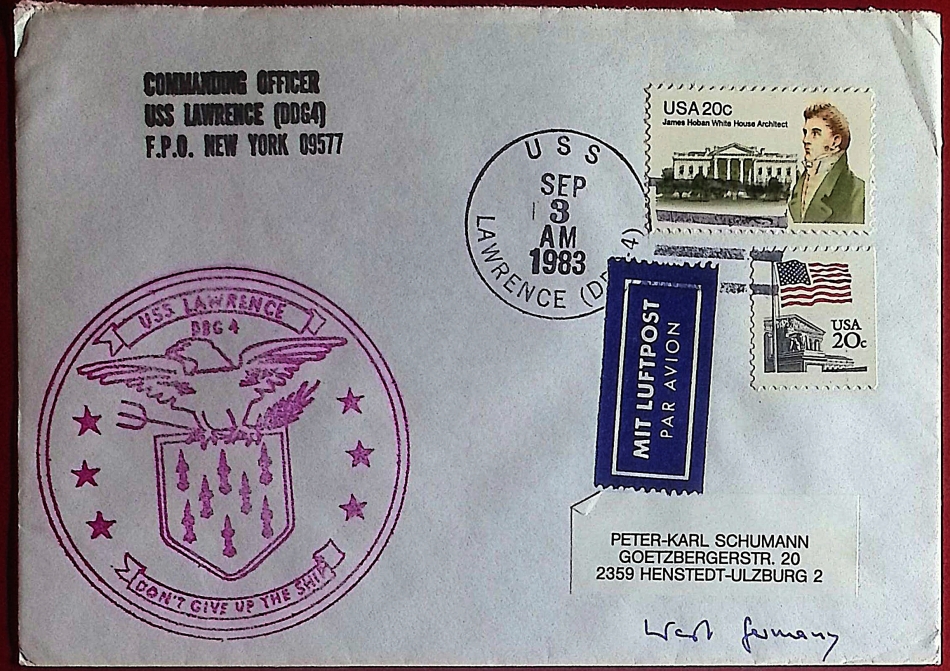 COMMANDING OFFICER
USS LAWRENCE (DDG4)
F.P.O. NEW YORK 09577
USA 20c
James Hoban White House Architect
USS
SEP
3
AM
1983
LAWRENCE (D 4)
USA
20c
MIT LUFTPOST
PAR AVION
USS LAWRENCE
DDG 4
DON'T GIVE UP THE SHIP
PETER-KARL SCHUMANN
GOETZBERGERSTR. 20
2359 HENSTEDT-ULZBURG 2
West Germany